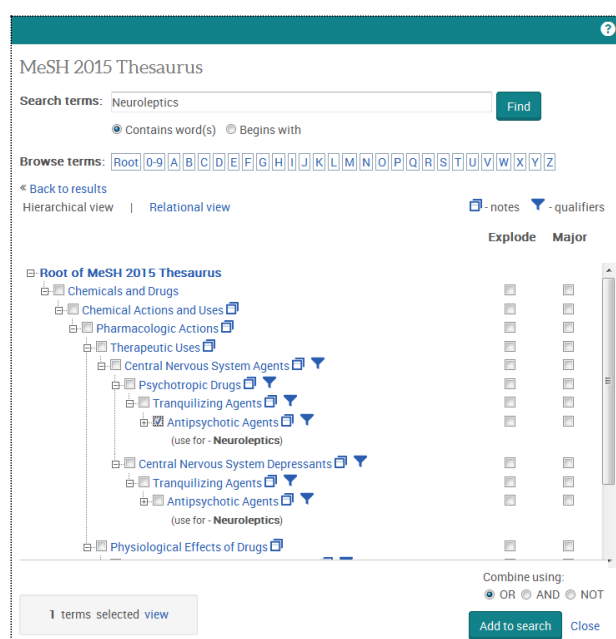 ?
MeSH 2015 Thesaurus
Search terms: Neuroleptics Find
Contains word(s) Begins with
Browse terms: Root 0-9 A B C D E F G H I J K L M N O P Q R S T U V W X Y Z
« Back to results
Hierarchical view | Relational view - notes - qualifiers
Explode Major
Root of MeSH 2015 Thesaurus
Chemicals and Drugs
Chemical Actions and Uses
Pharmacologic Actions
Therapeutic Uses
Central Nervous System Agents
Psychotropic Drugs
Tranquilizing Agents
Antipsychotic Agents
(use for - Neuroleptics)
Central Nervous System Depressants
Tranquilizing Agents
Antipsychotic Agents
(use for - Neuroleptics)
Physiological Effects of Drugs
Combine using:
OR AND NOT
1 terms selected view
Add to search Close